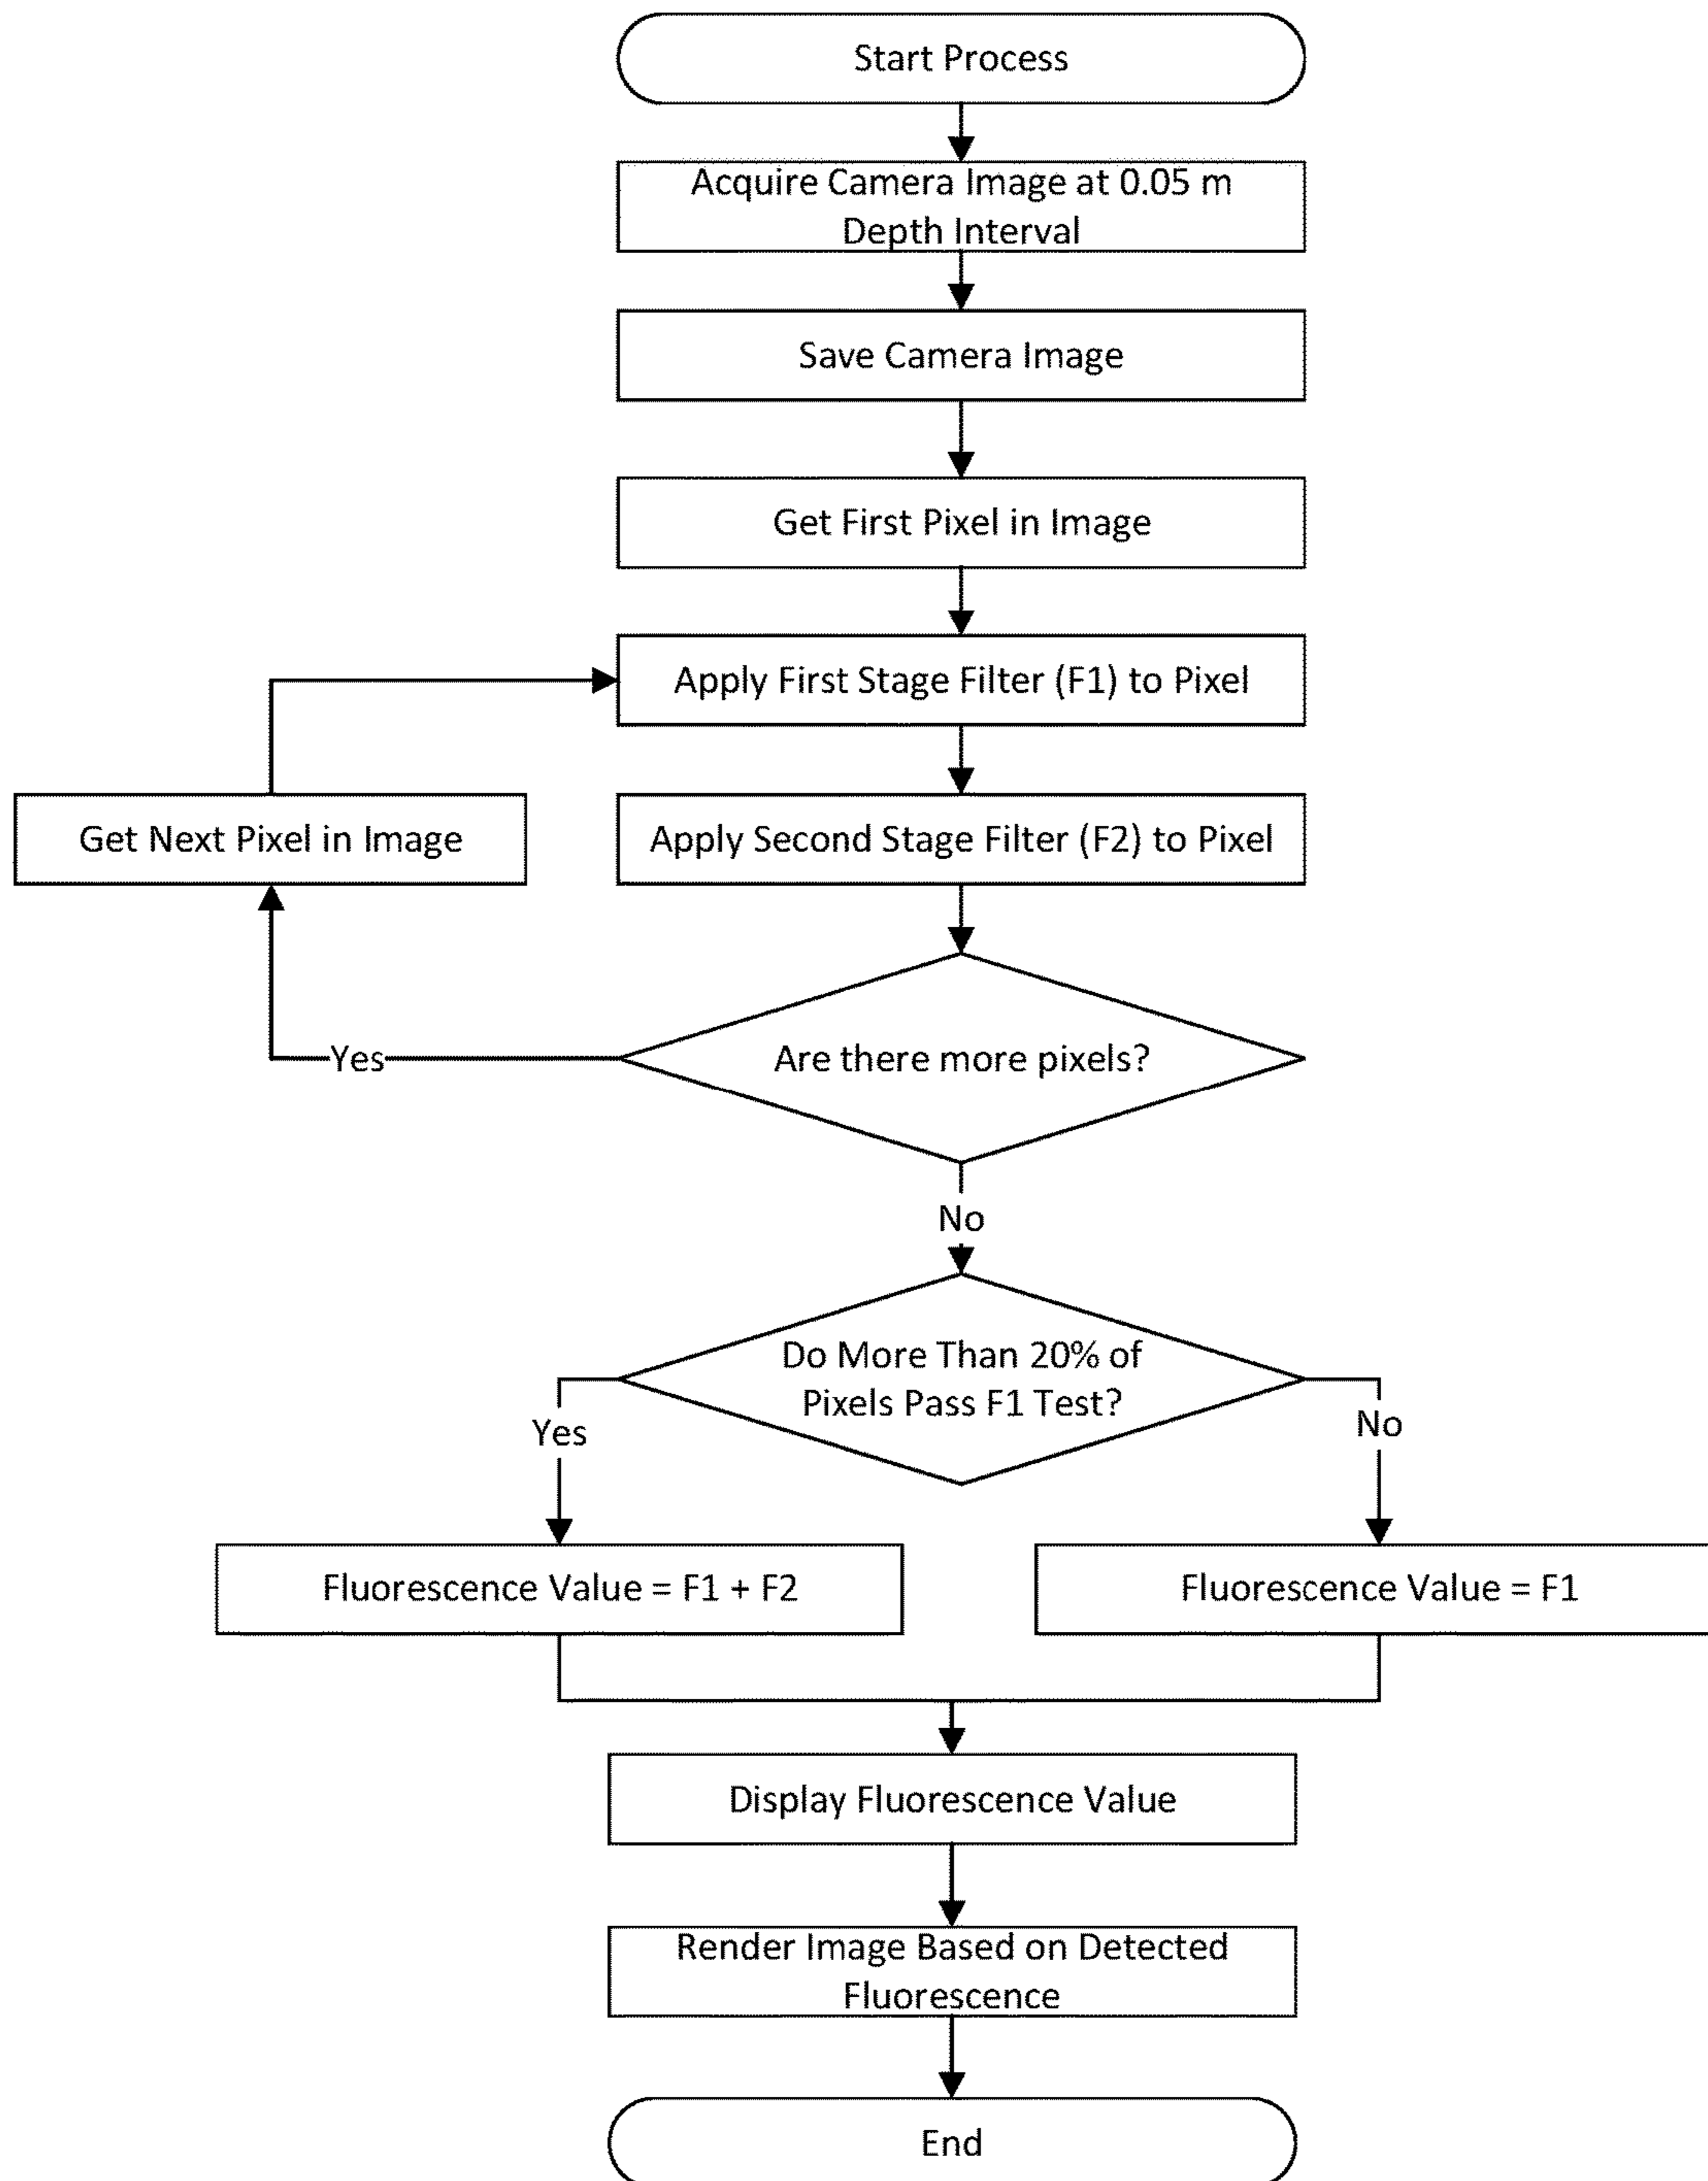 Start Process
Acquire Camera Image at 0.05 m
Depth Interval
Save Camera Image
Get First Pixel in Image
Apply First Stage Filter (F1) to Pixel
Get Next Pixel in Image
Apply Second Stage Filter (F2) to Pixel
Are there more pixels?
Yes
No
Do More Than 20% of
Pixels Pass F1 Test?
Yes
No
Fluorescence Value = F1 + F2
Fluorescence Value = F1
Display Fluorescence Value
Render Image Based on Detected
Fluorescence
End